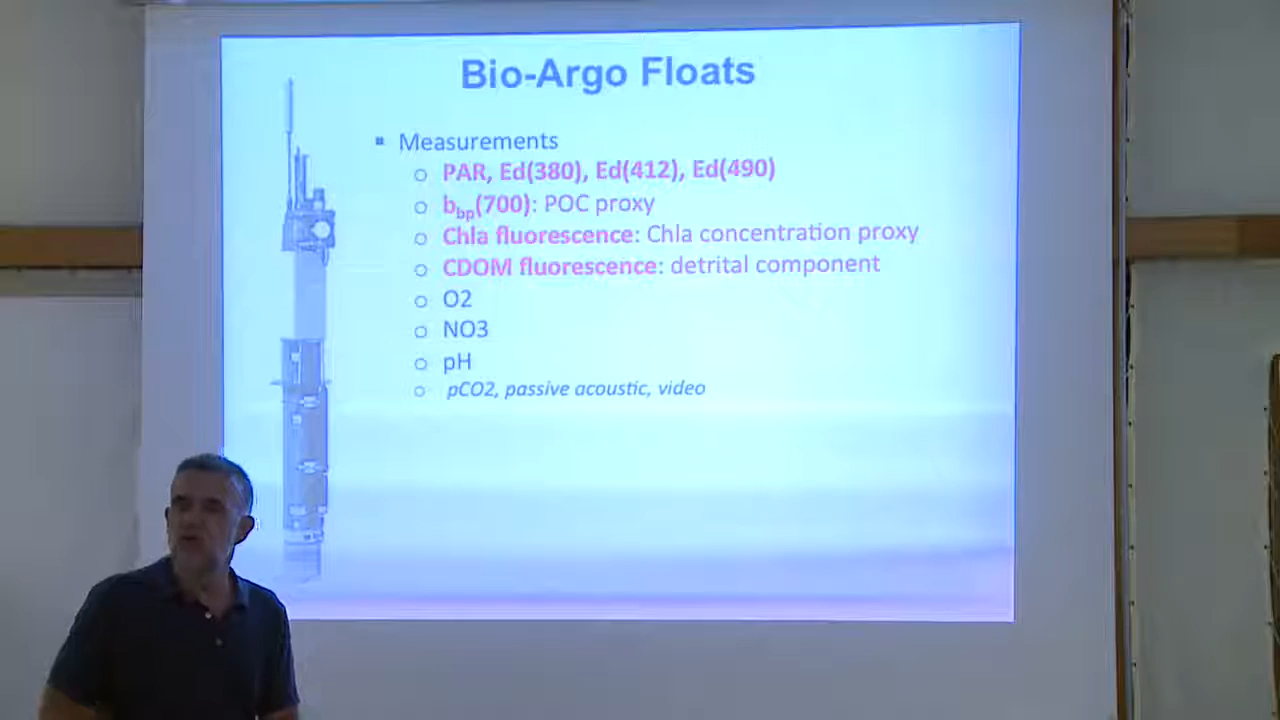 Bio-Argo Floats
▪ Measurements
○ PAR, Ed(380), Ed(412), Ed(490)
○ bbp(700): POC proxy
○ Chla fluorescence: Chla concentration proxy
○ CDOM fluorescence: detrital component
○ O2
○ NO3
○ pH
○ pCO2, passive acoustic, video